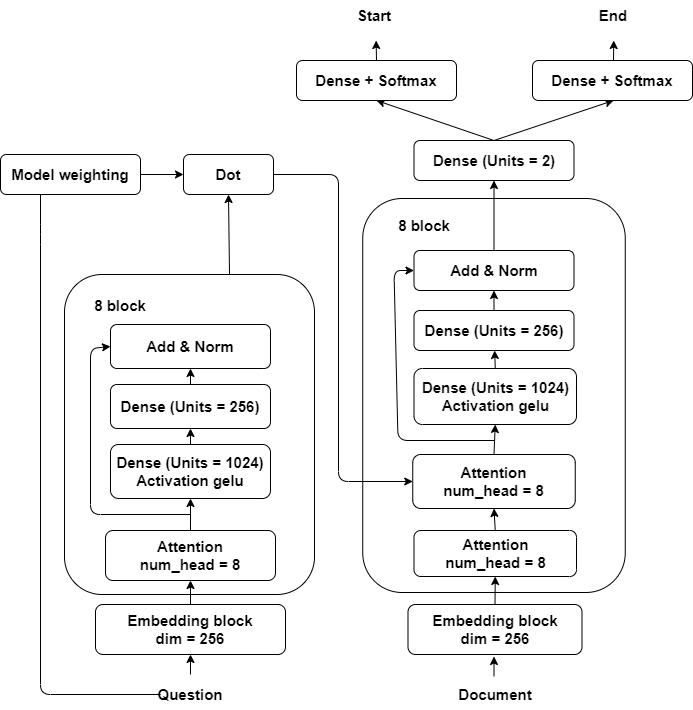 Start
End
Dense + Softmax
Dense + Softmax
Dense (Units = 2)
Model weighting
Dot
8 block
Add & Norm
Dense (Units = 256)
Dense (Units = 1024)
Activation gelu
Attention
num_head = 8
Attention
num_head = 8
Embedding block
dim = 256
Document
8 block
Add & Norm
Dense (Units = 256)
Dense (Units = 1024)
Activation gelu
Attention
num_head = 8
Embedding block
dim = 256
Question